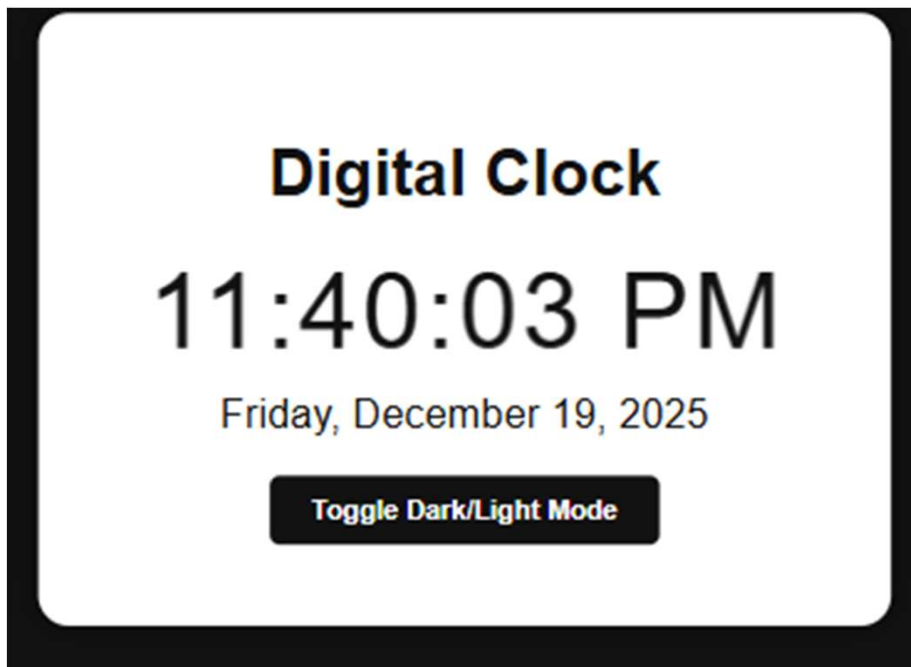 Digital Clock
11:40:03 PM
Friday, December 19, 2025
Toggle Dark/Light Mode